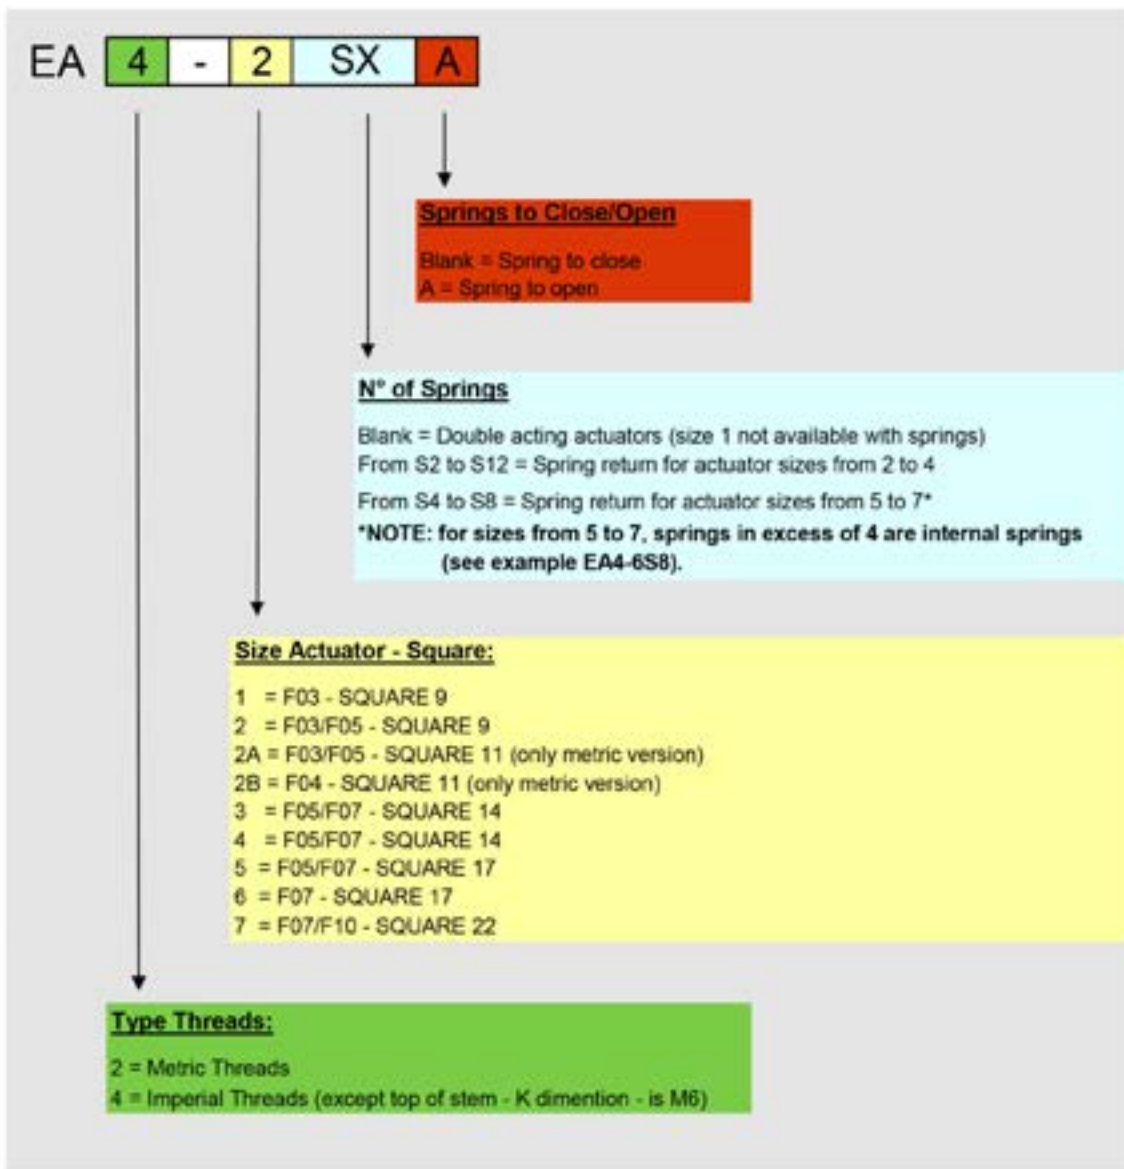 EA 4 - 2 SX A
Springs to Close/Open
Blank = Spring to close
A = Spring to open
N° of Springs
Blank = Double acting actuators (size 1 not available with springs)
From S2 to S12 = Spring return for actuator sizes from 2 to 4
From S4 to S8 = Spring return for actuator sizes from 5 to 7*
*NOTE: for sizes from 5 to 7, springs in excess of 4 are internal springs
(see example EA4-6S8).
Size Actuator - Square:
1 = F03 - SQUARE 9
2 = F03/F05 - SQUARE 9
2A = F03/F05 - SQUARE 11 (only metric version)
2B = F04 - SQUARE 11 (only metric version)
3 = F05/F07 - SQUARE 14
4 = F05/F07 - SQUARE 14
5 = F05/F07 - SQUARE 17
6 = F07 - SQUARE 17
7 = F07/F10 - SQUARE 22
Type Threads:
2 = Metric Threads
4 = Imperial Threads (except top of stem - K dimention - is M6)